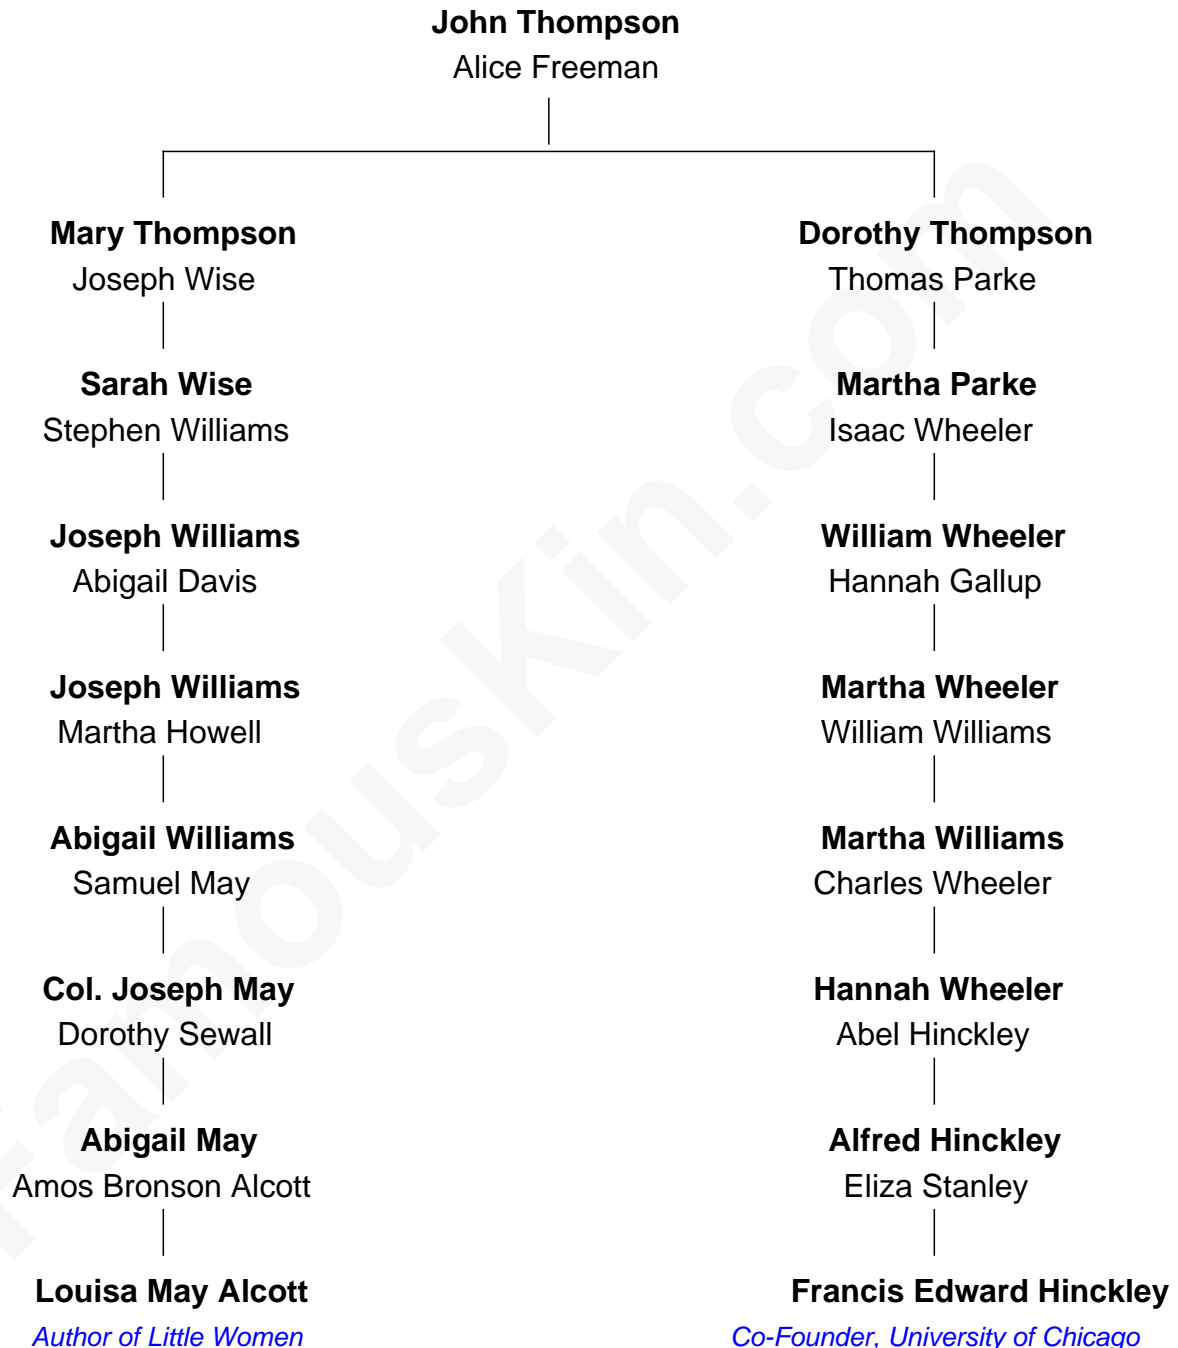 John Thompson
Alice Freeman
Mary Thompson
Joseph Wise
Dorothy Thompson
Thomas Parke
Sarah Wise
Stephen Williams
Martha Parke
Isaac Wheeler
Joseph Williams
Abigail Davis
William Wheeler
Hannah Gallup
Joseph Williams
Martha Howell
Martha Wheeler
William Williams
Abigail Williams
Samuel May
Martha Williams
Charles Wheeler
Col. Joseph May
Dorothy Sewall
Hannah Wheeler
Abel Hinckley
Abigail May
Amos Bronson Alcott
Alfred Hinckley
Eliza Stanley
Louisa May Alcott
Author of Little Women
Francis Edward Hinckley
Co-Founder, University of Chicago
FamousKin.com